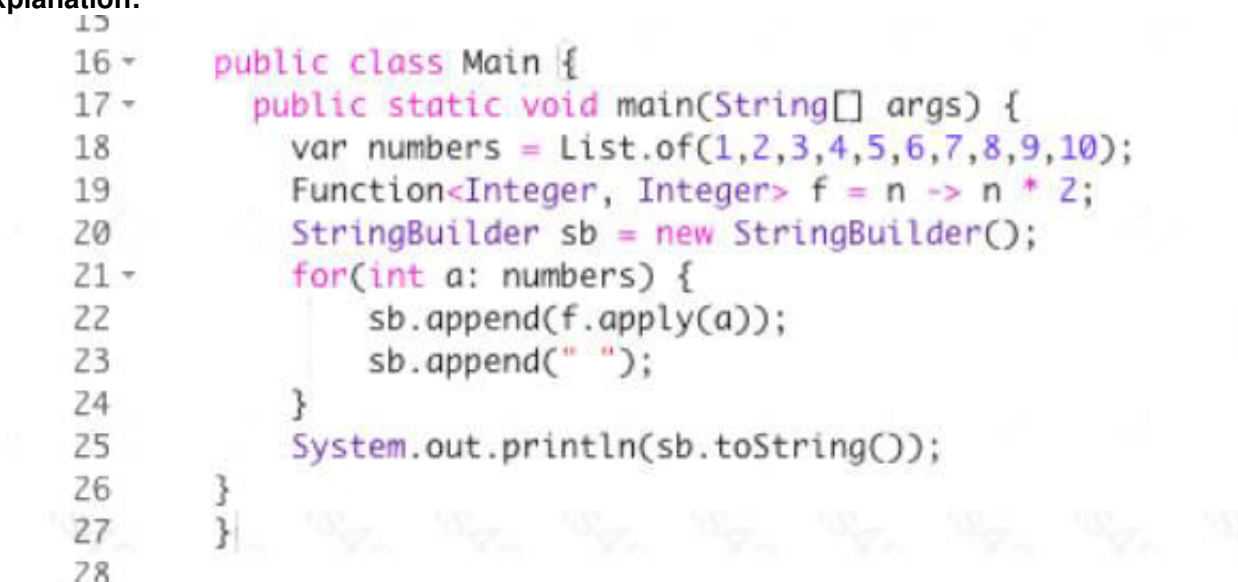 xplanation:
15
16 public class Main {
17 public static void main(String[] args) {
18 var numbers = List.of(1,2,3,4,5,6,7,8,9,10);
19 Function<Integer, Integer> f = n -> n * 2;
20 StringBuilder sb = new StringBuilder();
21 for(int a: numbers) {
22 sb.append(f.apply(a));
23 sb.append(" ");
24 }
25 System.out.println(sb.toString());
26 }
27 }
28